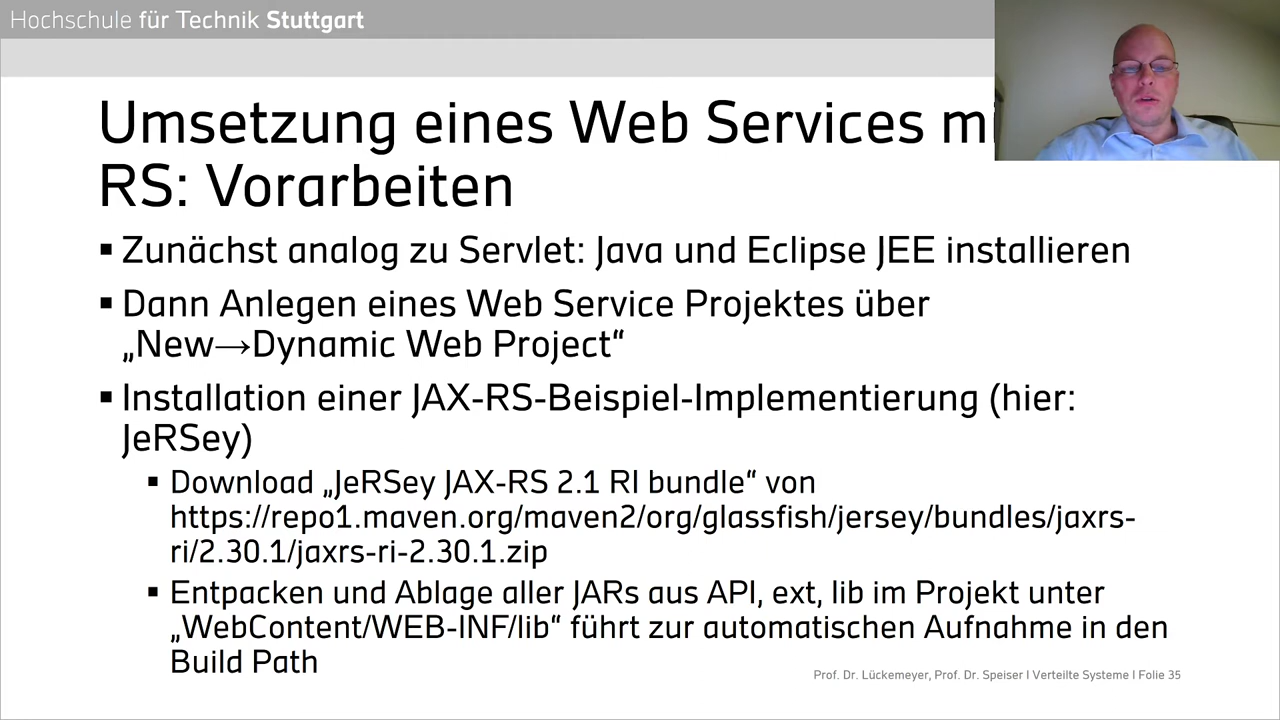 Hochschule für Technik Stuttgart
Umsetzung eines Web Services
RS: Vorarbeiten
▪ Zunächst analog zu Servlet: Java und Eclipse JEE installieren
▪ Dann Anlegen eines Web Service Projektes über
„New→Dynamic Web Project“
▪ Installation einer JAX-RS-Beispiel-Implementierung (hier:
JeRSey)
▪ Download „JeRSey JAX-RS 2.1 RI bundle“ von
https://repo1.maven.org/maven2/org/glassfish/jersey/bundles/jaxrs-
ri/2.30.1/jaxrs-ri-2.30.1.zip
▪ Entpacken und Ablage aller JARs aus API, ext, lib im Projekt unter
„WebContent/WEB-INF/lib“ führt zur automatischen Aufnahme in den
Build Path
Prof. Dr. Lückemeyer, Prof. Dr. Speiser I Verteilte Systeme I Folie 35